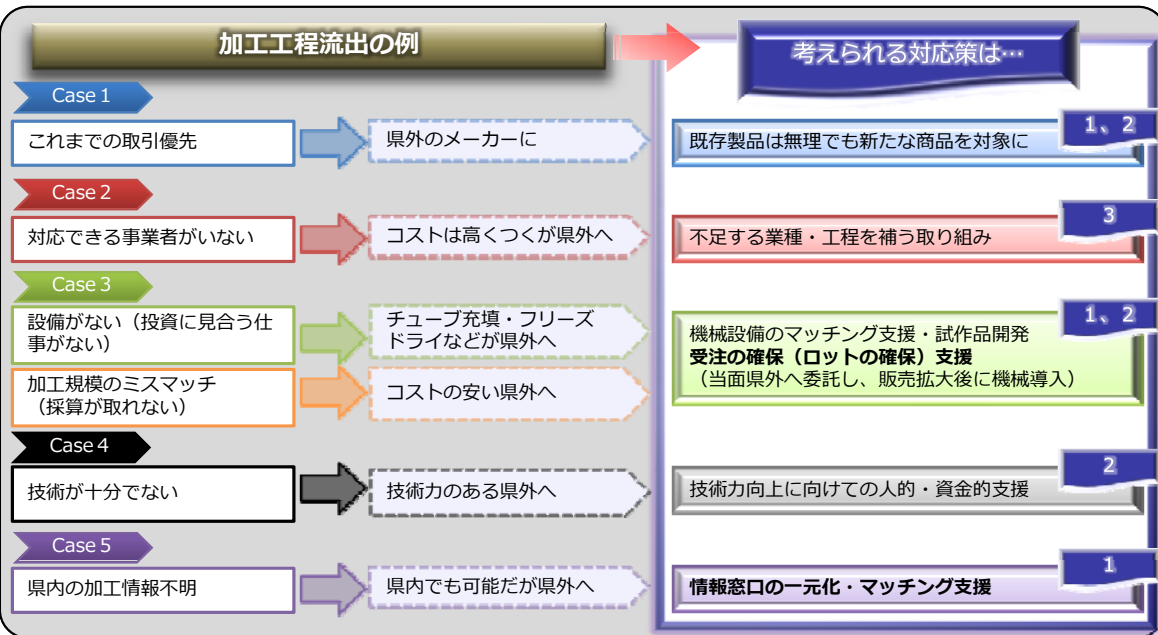 加工工程流出の例
考えられる対応策は…
Case 1
これまでの取引優先
県外のメーカーに
既存製品は無理でも新たな商品を対象に
1、2
Case 2
対応できる事業者がいない
コストは高くつくが県外へ
不足する業種・工程を補う取り組み
3
Case 3
設備がない（投資に見合う仕
事がない）
チューブ充填・フリーズ
ドライなどが県外へ
加工規模のミスマッチ
（採算が取れない）
コストの安い県外へ
機械設備のマッチング支援・試作品開発
受注の確保（ロットの確保）支援
（当面県外へ委託し、販売拡大後に機械導入）
1、2
Case 4
技術が十分でない
技術力のある県外へ
技術力向上に向けての人的・資金的支援
2
Case 5
県内の加工情報不明
県内でも可能だが県外へ
情報窓口の一元化・マッチング支援
1